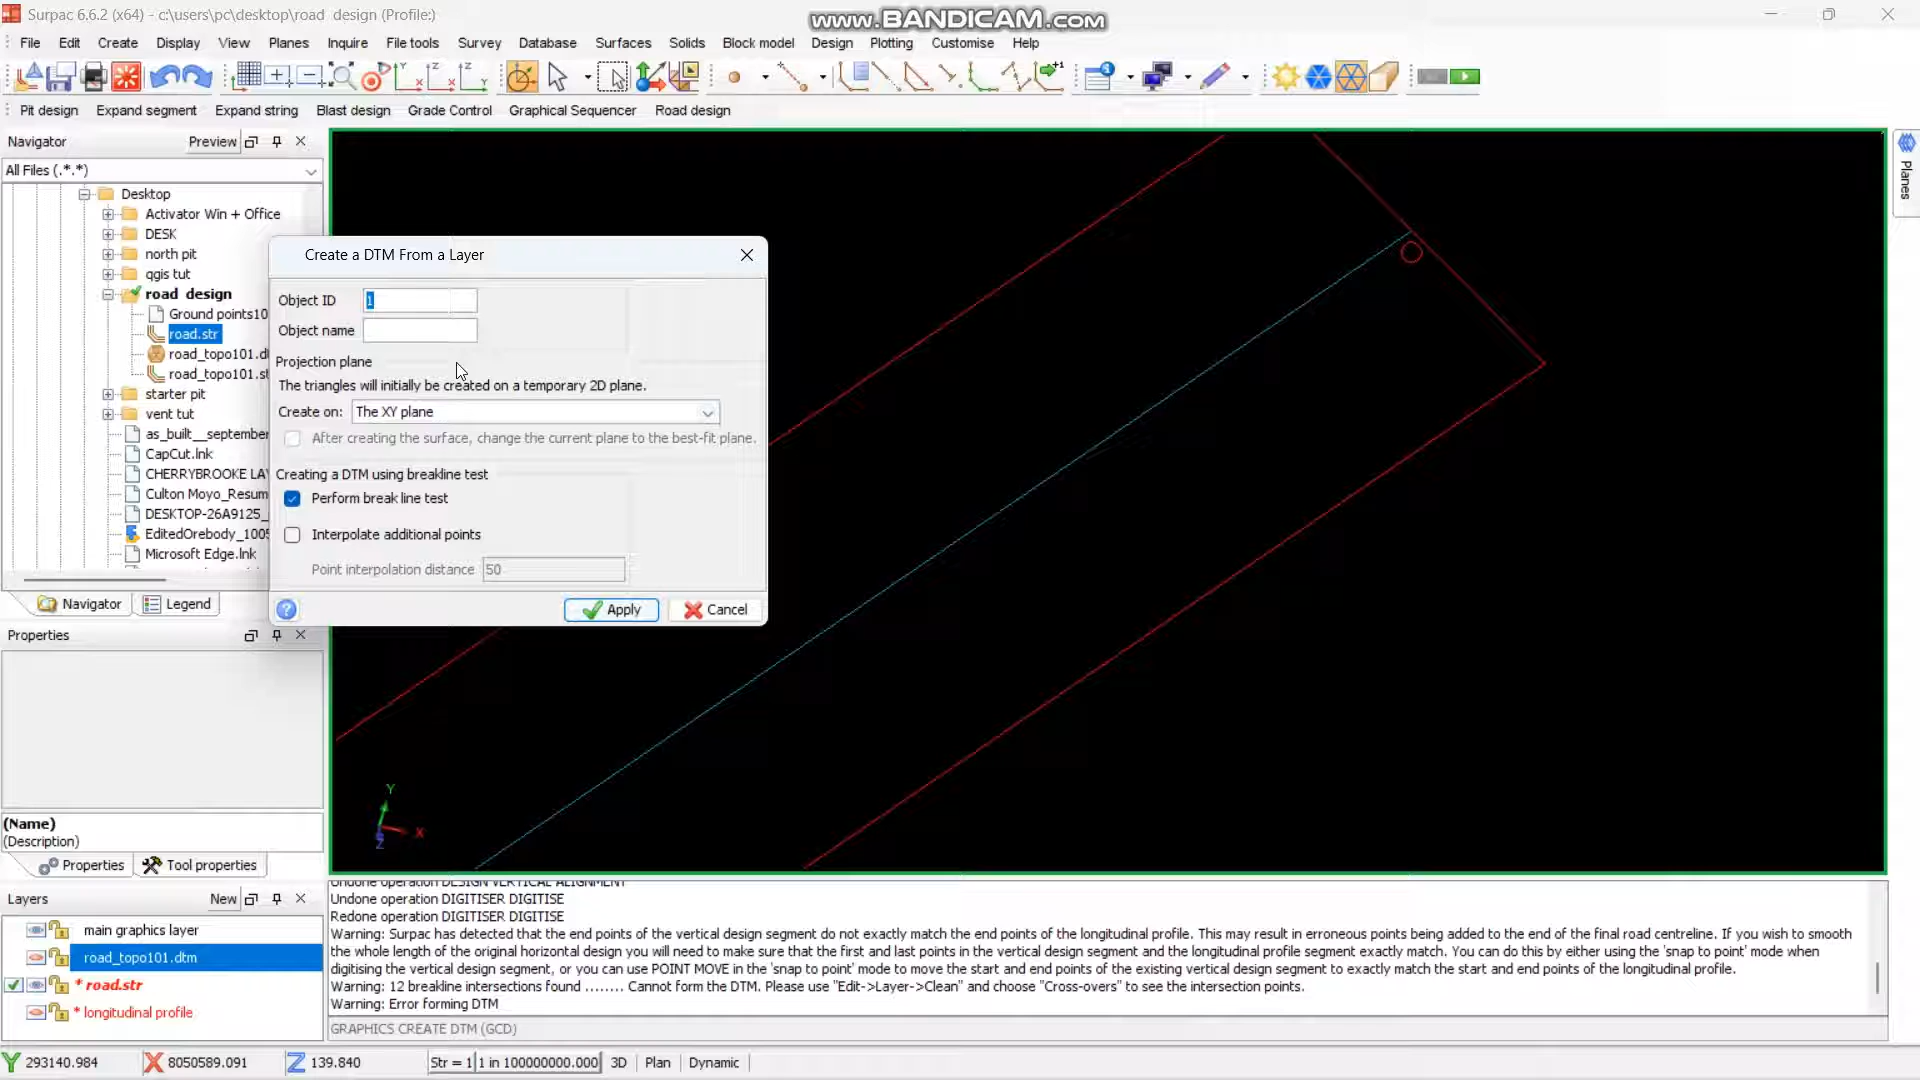 Surpac 6.6.2 (x64) - c:\users\pc\desktop\road design (Profile:)
www.BANDICAM.com
File Edit Create Display View Planes Inquire File tools Survey Database Surfaces Solids Block model Design Plotting Customise Help
Pit design Expand segment Expand string Blast design Grade Control Graphical Sequencer Road design
Navigator Preview
All Files (.*.*)
Desktop
Activator Win + Office
DESK
north pit
qgis tut
road design
Ground points10
road.str
road_topo101.d
road_topo101.s
starter pit
vent tut
as_built__september
CapCut.lnk
CHERRYBROOKE LA
Culton Moyo_Resum
DESKTOP-26A9125_
EditedOrebody_100
Microsoft Edge.lnk
Navigator Legend
Properties
(Name)
(Description)
Properties Tool properties
Layers New
main graphics layer
road_topo101.dtm
* road.str
* longitudinal profile
Create a DTM From a Layer
Object ID 1
Object name
Projection plane
The triangles will initially be created on a temporary 2D plane.
Create on: The XY plane
After creating the surface, change the current plane to the best-fit plane.
Creating a DTM using breakline test
Perform break line test
Interpolate additional points
Point interpolation distance 50
Apply Cancel
Planes
Y
X
Z
Undone operation DESIGN VERTICAL ALIGNMENT
Undone operation DIGITISER DIGITISE
Redone operation DIGITISER DIGITISE
Warning: Surpac has detected that the end points of the vertical design segment do not exactly match the end points of the longitudinal profile. This may result in erroneous points being added to the end of the final road centreline. If you wish to smooth
the whole length of the original horizontal design you will need to make sure that the first and last points in the vertical design segment and the longitudinal profile segment exactly match. You can do this by either using the 'snap to point' mode when
digitising the vertical design segment, or you can use POINT MOVE in the 'snap to point' mode to move the start and end points of the existing vertical design segment to exactly match the start and end points of the longitudinal profile.
Warning: 12 breakline intersections found ........ Cannot form the DTM. Please use "Edit->Layer->Clean" and choose "Cross-overs" to see the intersection points.
Warning: Error forming DTM
GRAPHICS CREATE DTM (GCD)
Y 293140.984 X 8050589.091 Z 139.840 Str = 1 1 in 100000000.000 3D Plan Dynamic